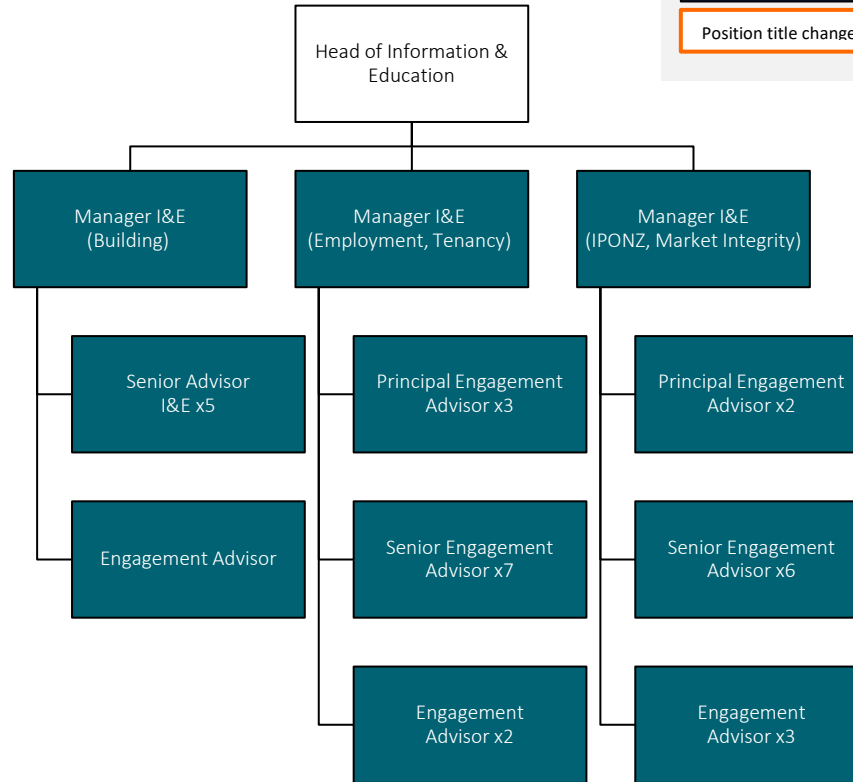 Position title change
Head of Information &
Education
Manager I&E
(Building)
Manager I&E
(Employment, Tenancy)
Manager I&E
(IPONZ, Market Integrity)
Senior Advisor
I&E x5
Principal Engagement
Advisor x3
Principal Engagement
Advisor x2
Engagement Advisor
Senior Engagement
Advisor x7
Senior Engagement
Advisor x6
Engagement
Advisor x2
Engagement
Advisor x3